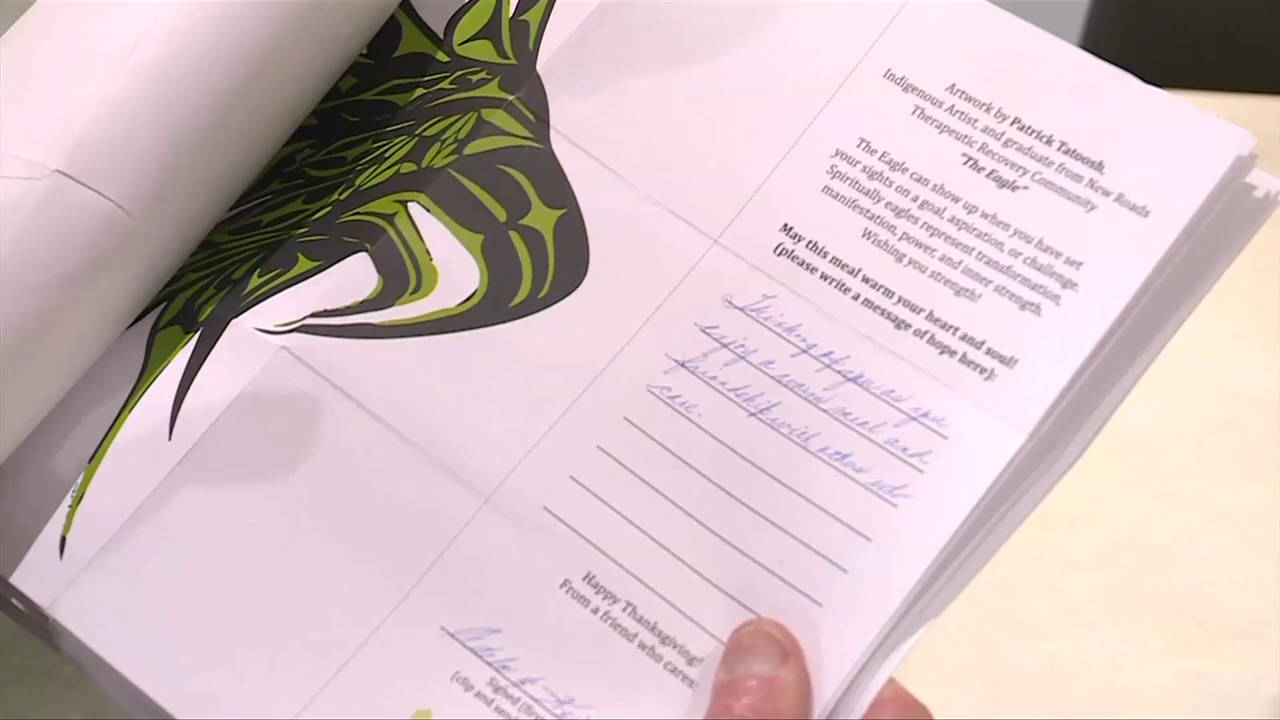 Artwork by Patrick Tatoosh,
Indigenous Artist, and graduate from New Roads
Therapeutic Recovery Community
"The Eagle"
The Eagle can show up when you have set
your sights on a goal, aspiration, or challenge.
Spiritually eagles represent transformation,
manifestation, power, and inner strength.
Wishing you strength!
May this meal warm your heart and soul!
(please write a message of hope here):
Thinking of you as you
enjoy a warm meal and
friendship with others who
care.
Happy Thanksgiving!
From a friend who cares
Signed
(clip and